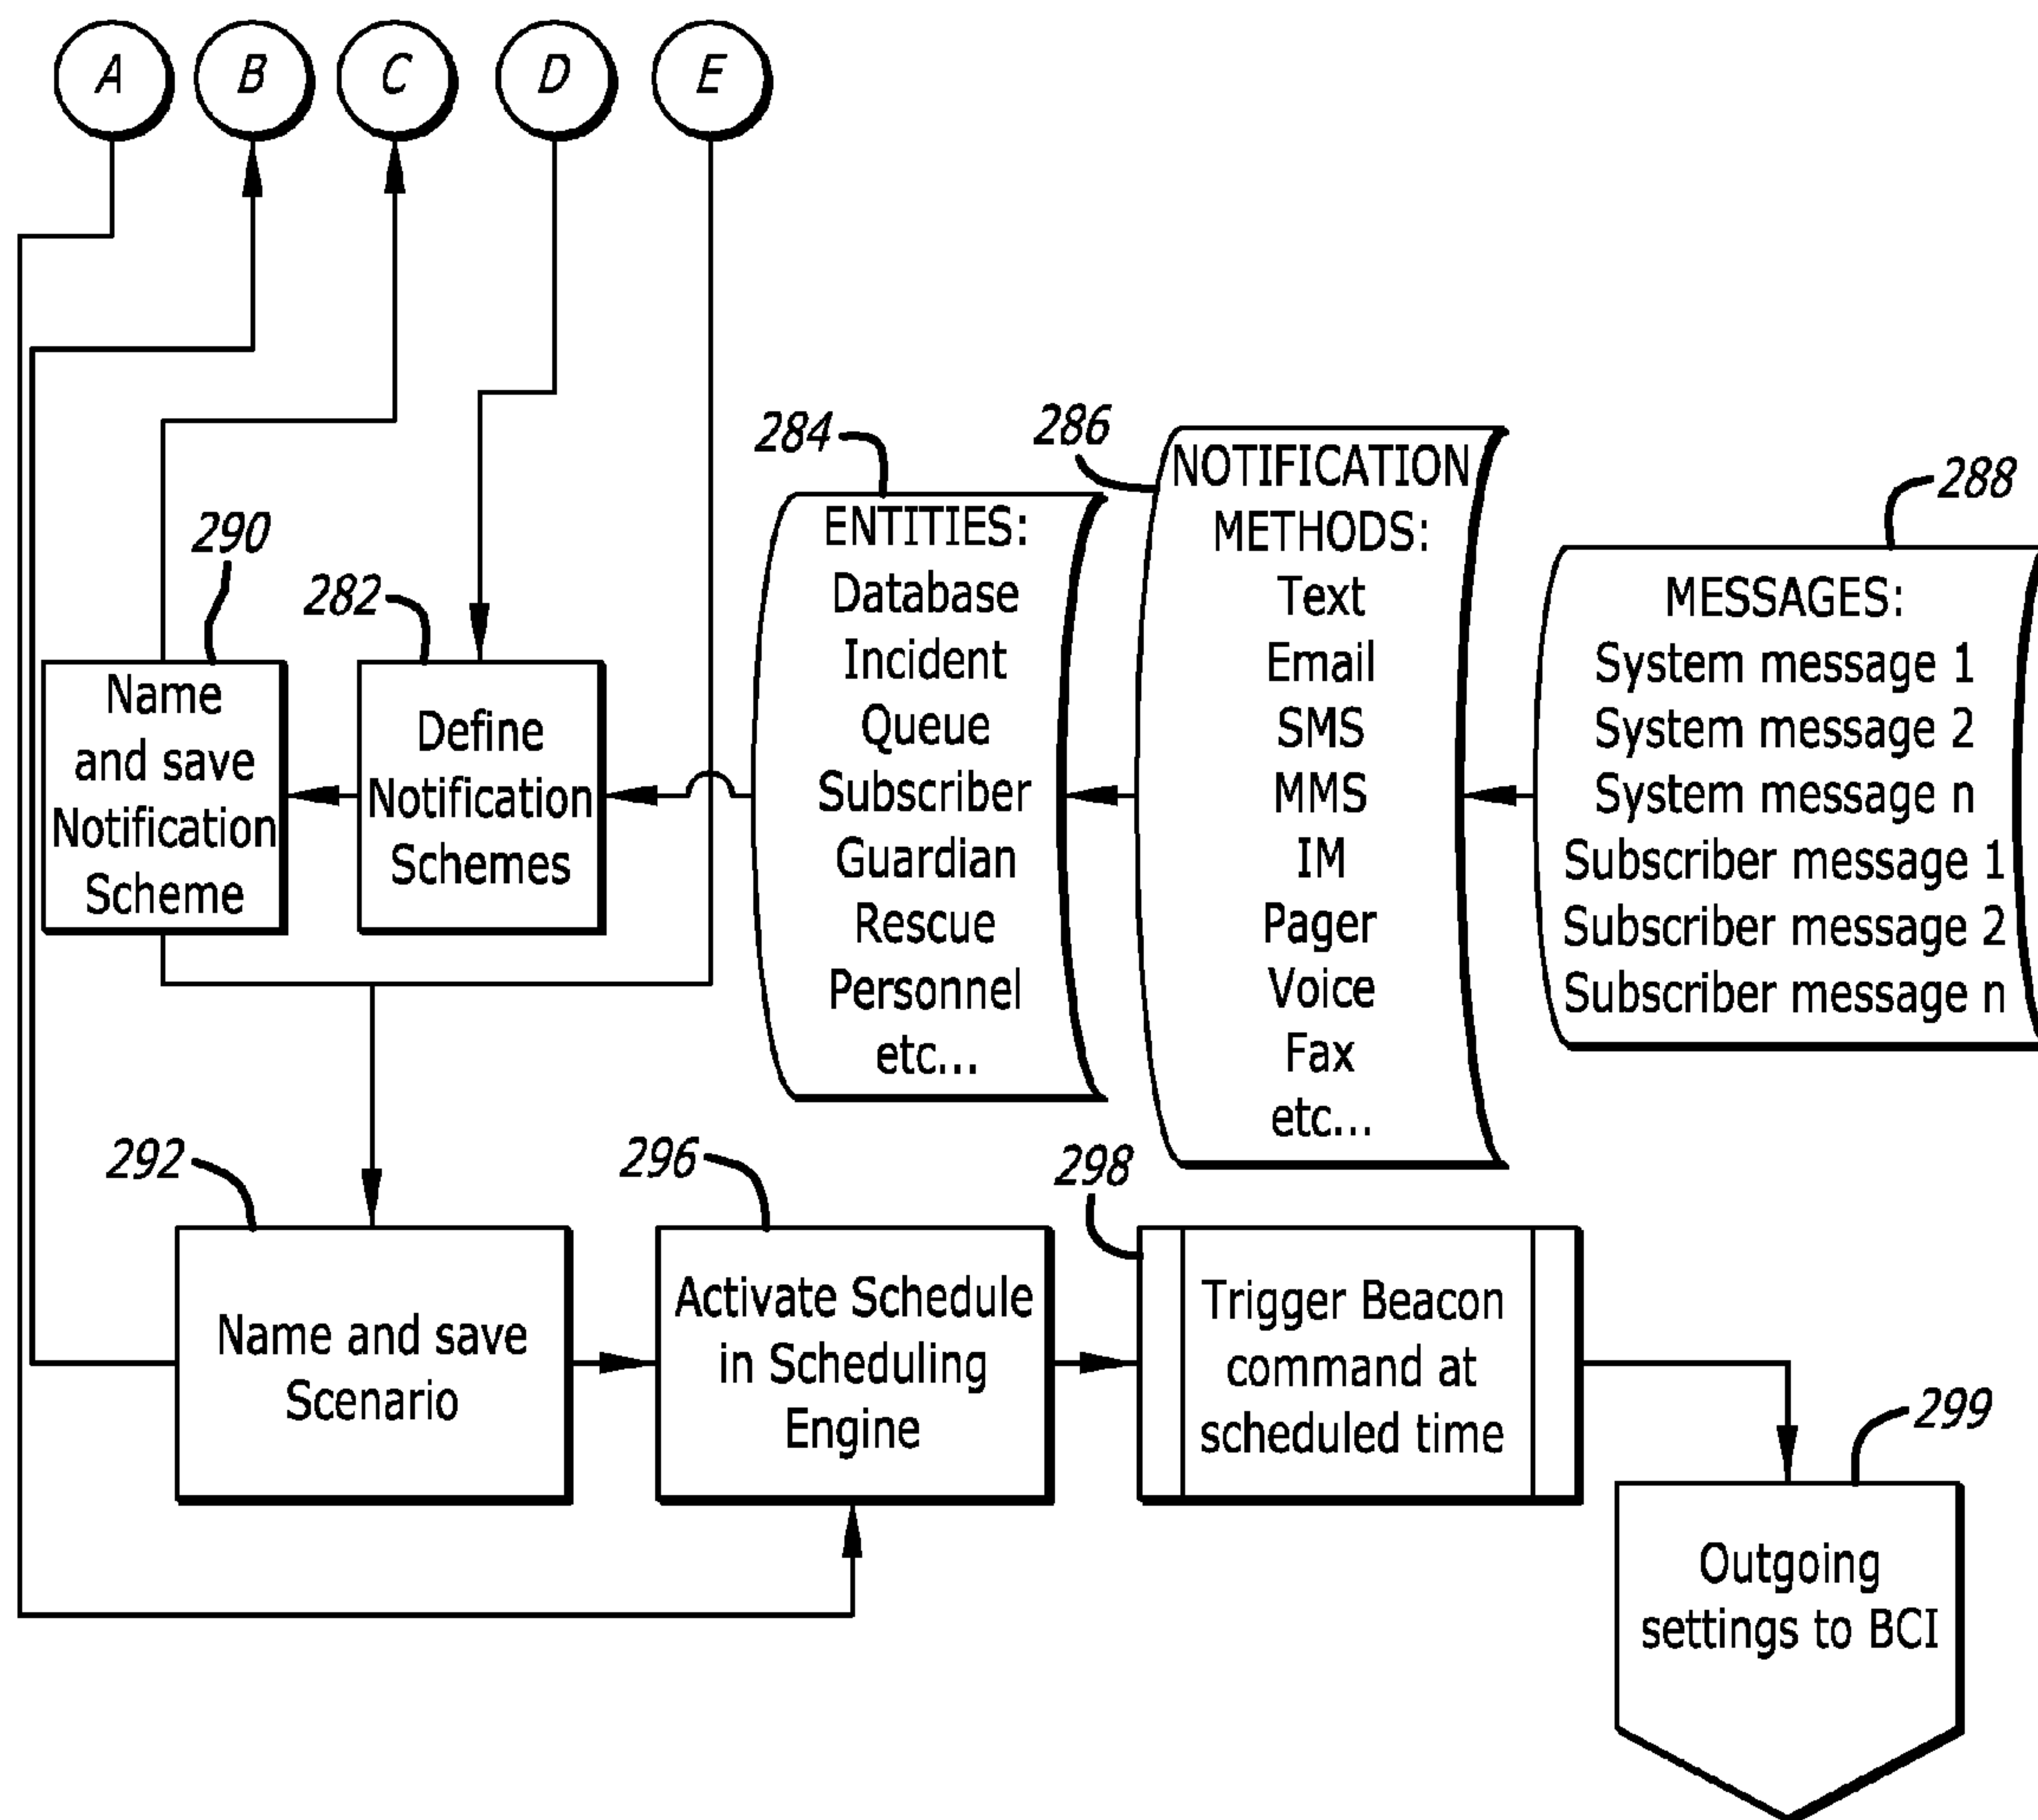 A
B
C
D
E
284
286
288
290
282
Name
and save
Notification
Scheme
Define
Notification
Schemes
ENTITIES:
Database
Incident
Queue
Subscriber
Guardian
Rescue
Personnel
etc...
NOTIFICATION
METHODS:
Text
Email
SMS
MMS
IM
Pager
Voice
Fax
etc...
MESSAGES:
System message 1
System message 2
System message n
Subscriber message 1
Subscriber message 2
Subscriber message n
292
296
298
299
Name and save
Scenario
Activate Schedule
in Scheduling
Engine
Trigger Beacon
command at
scheduled time
Outgoing
settings to BCI